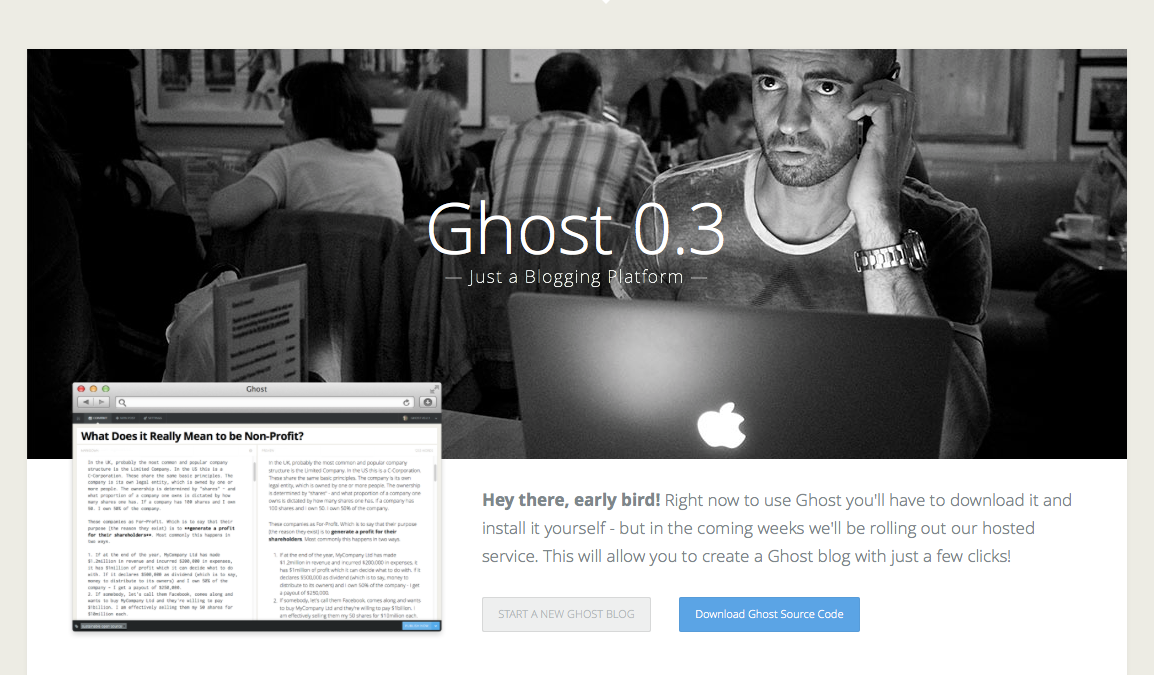 Ghost 0.3
— Just a Blogging Platform —
Ghost
What Does it Really Mean to be Non-Profit?
In the UK, probably the most common and popular company
structure is the Limited Company. In the US this is a
C-Corporation. These share the same basic principles. The
company is its own legal entity, which is owned by one or
more people. The ownership is determined by "shares" - and
what proportion of a company one owns is dictated by how
many shares one has. If a company has 100 shares and I own
50. I own 50% of the company.
These companies as For-Profit. Which is to say that their
purpose (the reason they exist) is to **generate a profit
for their shareholders**. Most commonly this happens in
two ways.
1. If at the end of the year, MyCompany Ltd has made
$1.2million in revenue and incurred $200,000 in expenses,
it has $1million of profit which it can decide what to do
with. If it declares $500,000 as dividend (which is to say,
money to distribute to its owners) and I own 50% of the
company - I get a payout of $250,000.
2. If somebody, let's call them Facebook, comes along and
wants to buy MyCompany Ltd and they're willing to pay
$1billion. I am effectively selling them my 50 shares for
$10million each.
In the UK, probably the most common and popular company
structure is the Limited Company. In the US this is a C-Corporation.
These share the same basic principles. The company is its own
legal entity, which is owned by one or more people. The ownership
is determined by "shares" - and what proportion of a company one
owns is dictated by how many shares one has. If a company has
100 shares and I own 50. I own 50% of the company.
These companies as For-Profit. Which is to say that their purpose
(the reason they exist) is to generate a profit for their
shareholders. Most commonly this happens in two ways.
1. If at the end of the year, MyCompany Ltd has made
$1.2million in revenue and incurred $200,000 in expenses, it
has $1million of profit which it can decide what to do with. If it
declares $500,000 as dividend (which is to say, money to
distribute to its owners) and I own 50% of the company - I get
a payout of $250,000.
2. If somebody, let's call them Facebook, comes along and wants
to buy MyCompany Ltd and they're willing to pay $1billion, I
am effectively selling them my 50 shares for $10million each
Hey there, early bird! Right now to use Ghost you'll have to download it and
install it yourself - but in the coming weeks we'll be rolling out our hosted
service. This will allow you to create a Ghost blog with just a few clicks!
START A NEW GHOST BLOG
Download Ghost Source Code